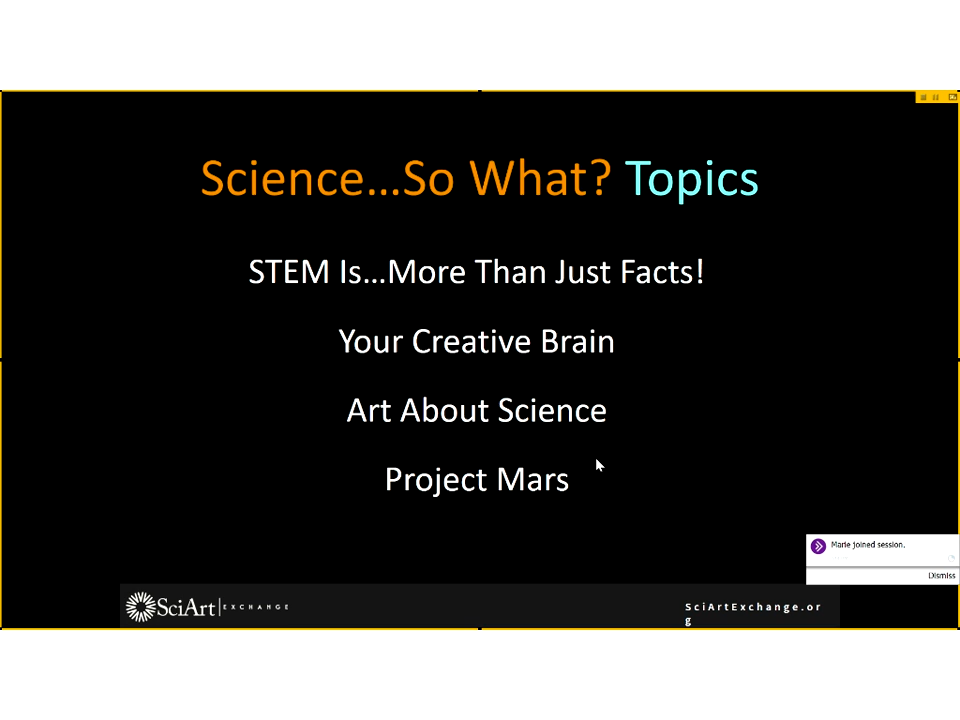 Science...So What? Topics
STEM Is...More Than Just Facts!
Your Creative Brain
Art About Science
Project Mars
Marie joined session.
Dismiss
SciArt|EXCHANGE
SciArtExchange.or
g